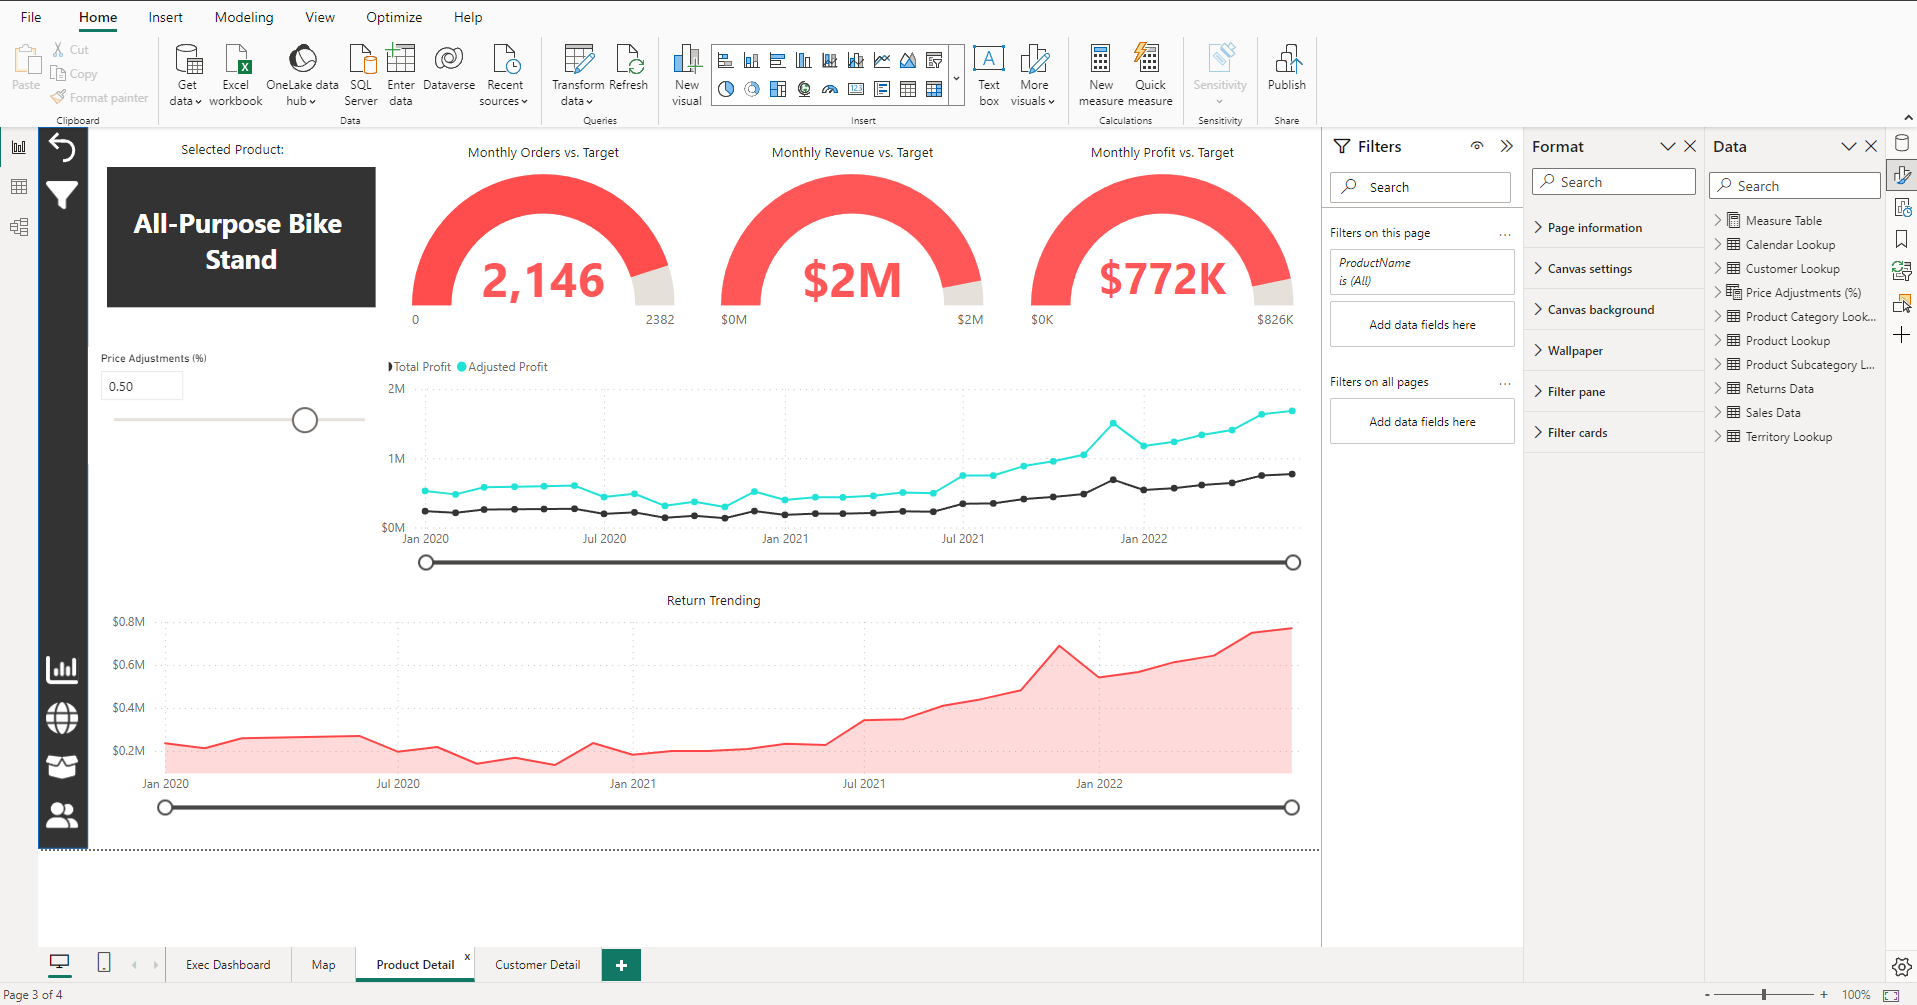 File
Home
Insert
Modeling
View
Optimize
Help
Paste
Cut
Copy
Format painter
Clipboard
Get data
Excel workbook
OneLake data hub
SQL Server
Enter data
Dataverse
Recent sources
Data
Transform data
Refresh
Queries
New visual
123
A
Text box
More visuals
Insert
New measure
Quick measure
Calculations
Sensitivity
Sensitivity
Publish
Share
Selected Product:
All-Purpose Bike
Stand
Monthly Orders vs. Target
2,146
0
2382
Monthly Revenue vs. Target
$2M
$0M
$2M
Monthly Profit vs. Target
$772K
$0K
$826K
Price Adjustments (%)
0.50
Total Profit
Adjusted Profit
2M
1M
$0M
Jan 2020
Jul 2020
Jan 2021
Jul 2021
Jan 2022
Return Trending
$0.8M
$0.6M
$0.4M
$0.2M
Jan 2020
Jul 2020
Jan 2021
Jul 2021
Jan 2022
Filters
Search
Filters on this page
...
ProductName
is (All)
Add data fields here
Filters on all pages
...
Add data fields here
Format
Search
Page information
Canvas settings
Canvas background
Wallpaper
Filter pane
Filter cards
Data
Search
Measure Table
Calendar Lookup
Customer Lookup
Price Adjustments (%)
Product Category Look...
Product Lookup
Product Subcategory L...
Returns Data
Sales Data
Territory Lookup
Exec Dashboard
Map
Product Detail
x
Customer Detail
+
Page 3 of 4
-
+
100%